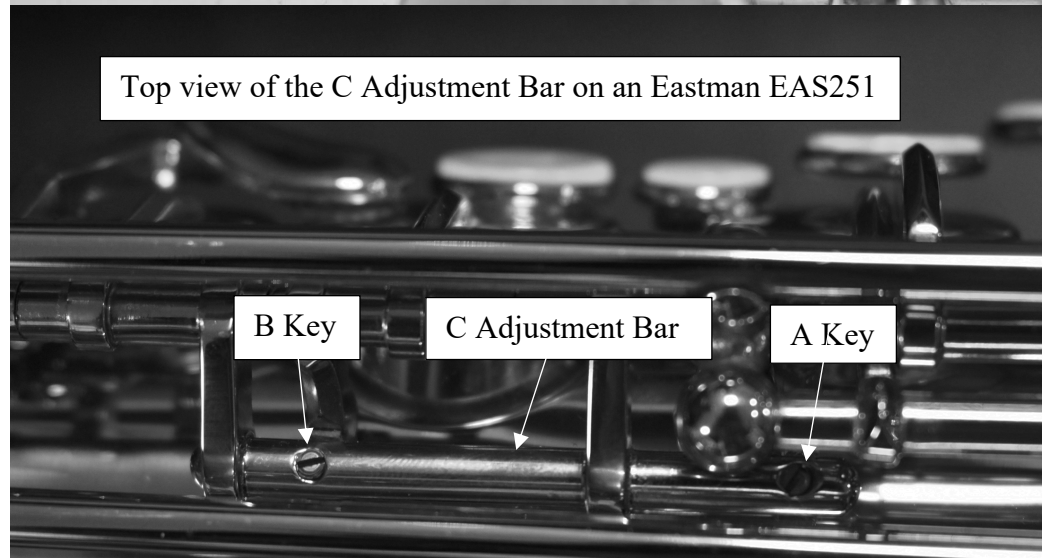 Top view of the C Adjustment Bar on an Eastman EAS251
B Key
C Adjustment Bar
A Key